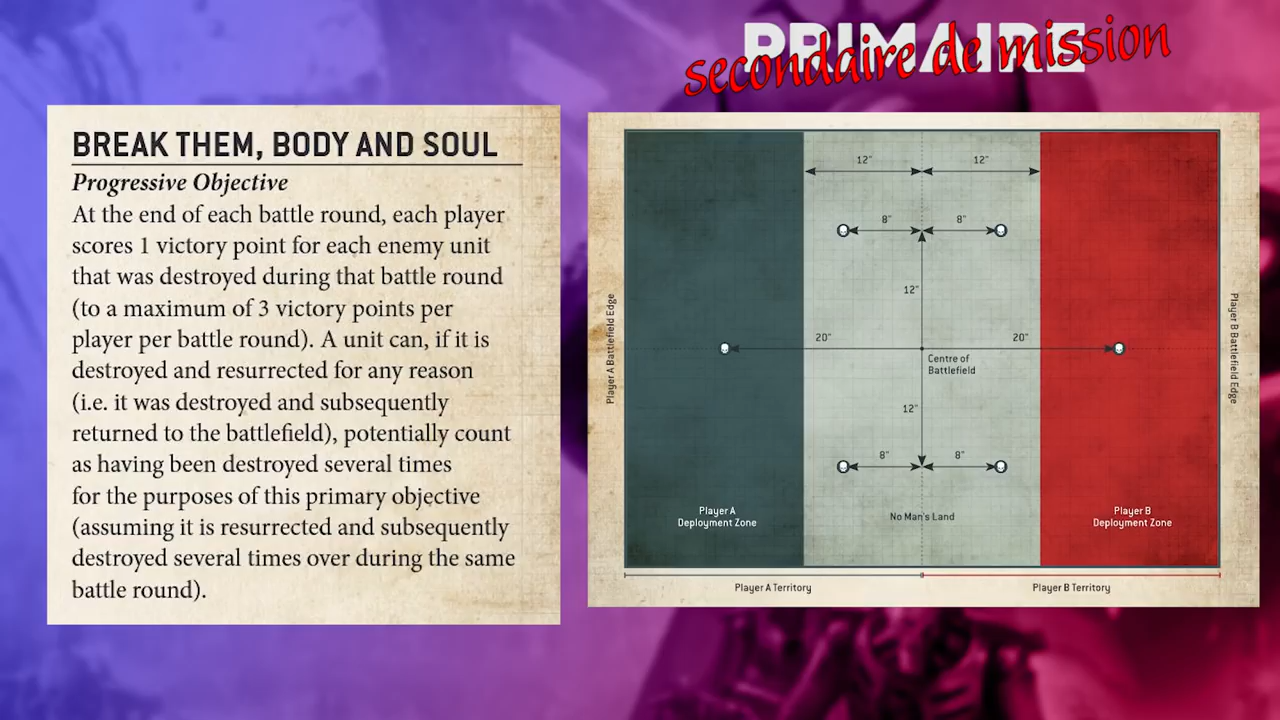 PRIMAIRE
secondaire de mission
BREAK THEM, BODY AND SOUL
Progressive Objective
At the end of each battle round, each player
scores 1 victory point for each enemy unit
that was destroyed during that battle round
(to a maximum of 3 victory points per
player per battle round). A unit can, if it is
destroyed and resurrected for any reason
(i.e. it was destroyed and subsequently
returned to the battlefield), potentially count
as having been destroyed several times
for the purposes of this primary objective
(assuming it is resurrected and subsequently
destroyed several times over during the same
battle round).
12" 12"
8" 8"
12"
Player A Battlefield Edge
20" 20"
Centre of
Battlefield
Player B Battlefield Edge
12"
8" 8"
Player A
Deployment Zone
No Man's Land
Player B
Deployment Zone
Player A Territory
Player B Territory